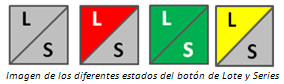 L L L L
S S S S
Imagen de los diferentes estados del botón de Lote y Series